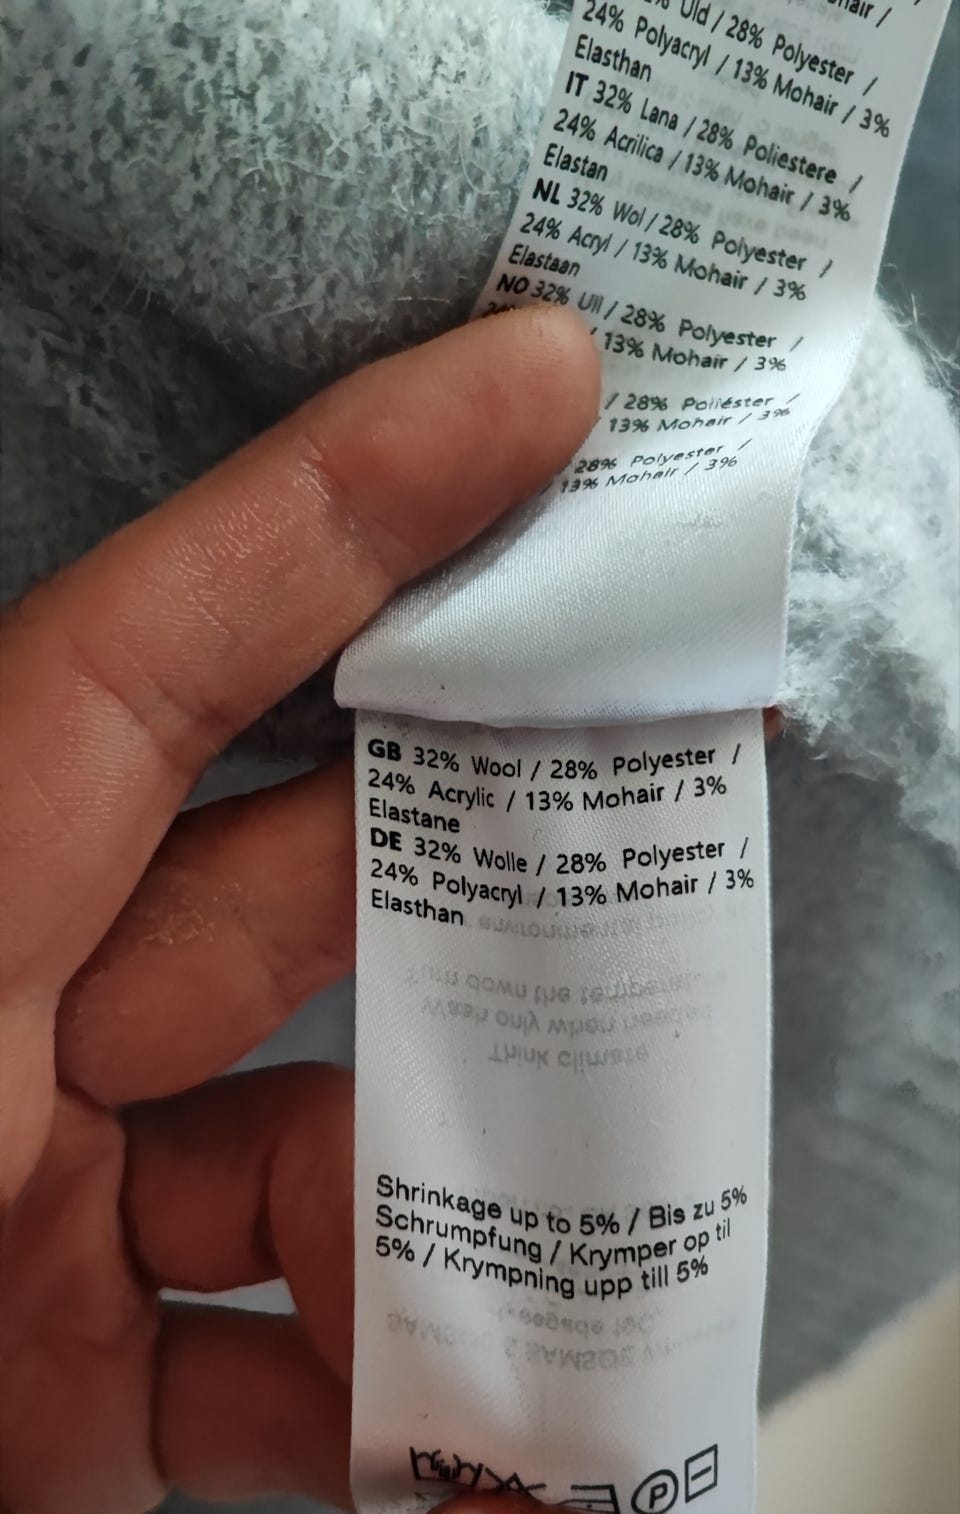 Uld / 28% Polyester /
24% Polyacryl / 13% Mohair / 3%
Elasthan
IT 32% Lana / 28% Poliestere /
24% Acrilica / 13% Mohair / 3%
Elastan
NL 32% Wol / 28% Polyester /
24% Acryl / 13% Mohair / 3%
Elastaan
NO 32% Ull / 28% Polyester /
/ 13% Mohair / 3%
/ 28% Poliéster /
13% Mohair / 3%
28% Polyester /
13% Mohair / 3%
GB 32% Wool / 28% Polyester /
24% Acrylic / 13% Mohair / 3%
Elastane
DE 32% Wolle / 28% Polyester /
24% Polyacryl / 13% Mohair / 3%
Elasthan
Shrinkage up to 5% / Bis zu 5%
Schrumpfung / Krymper op til
5% / Krympning upp till 5%
P